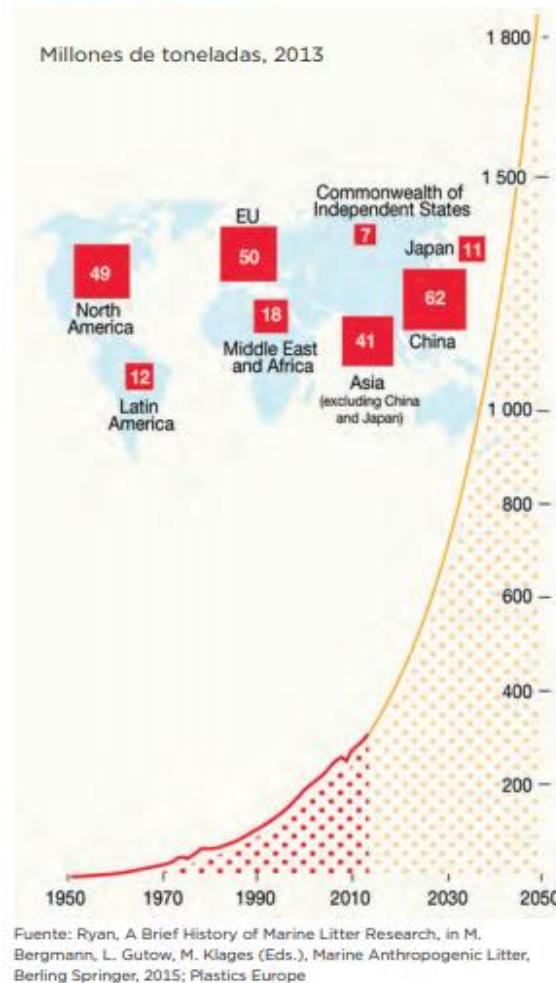 Millones de toneladas, 2013
1 800
1 500
1 000
800
600
400
200
49
North
America
12
Latin
America
EU
50
18
Middle East
and Africa
Commonwealth of
Independent States
7
Japan
11
62
China
41
Asia
(excluding China
and Japan)
1950 1970 1990 2010 2030 2050
Fuente: Ryan, A Brief History of Marine Litter Research, in M.
Bergmann, L. Gutow, M. Klages (Eds.), Marine Anthropogenic Litter,
Berling Springer, 2015; Plastics Europe